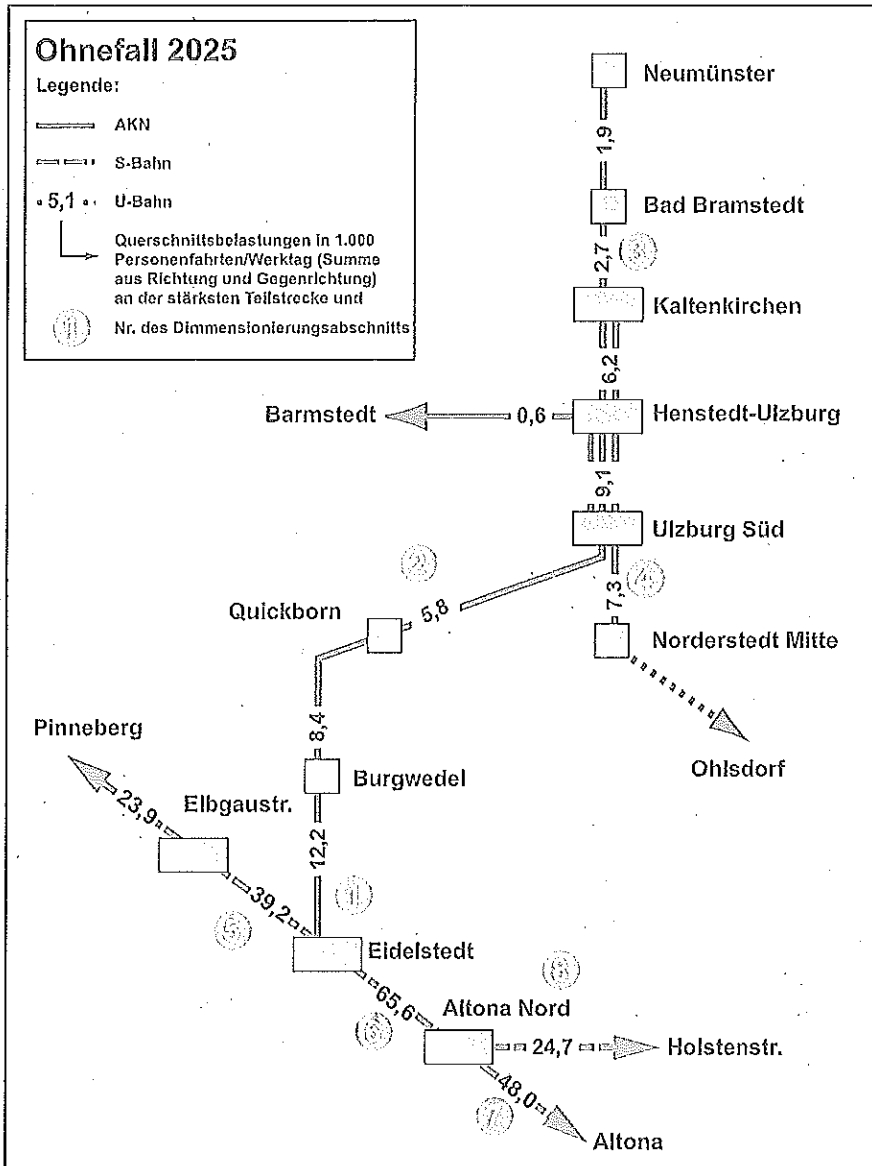 Ohnefall 2025
Legende:
AKN
S-Bahn
5,1 U-Bahn
Querschnittsbelastungen in 1.000
Personenfahrten/Werktag (Summe
aus Richtung und Gegenrichtung)
an der stärksten Teilstrecke und
Nr. des Dimmensionierungsabschnitts
Neumünster
1,9
Bad Bramstedt
2,7
3
Kaltenkirchen
6,2
Barmstedt
0,6
Henstedt-Ulzburg
9,1
Ulzburg Süd
2
4
5,8
7,3
Quickborn
Norderstedt Mitte
8,4
Pinneberg
Ohlsdorf
Burgwedel
23,9
Elbgaustr.
12,2
39,2
1
Eidelstedt
65,6
Altona Nord
24,7
Holstenstr.
48,0
Altona